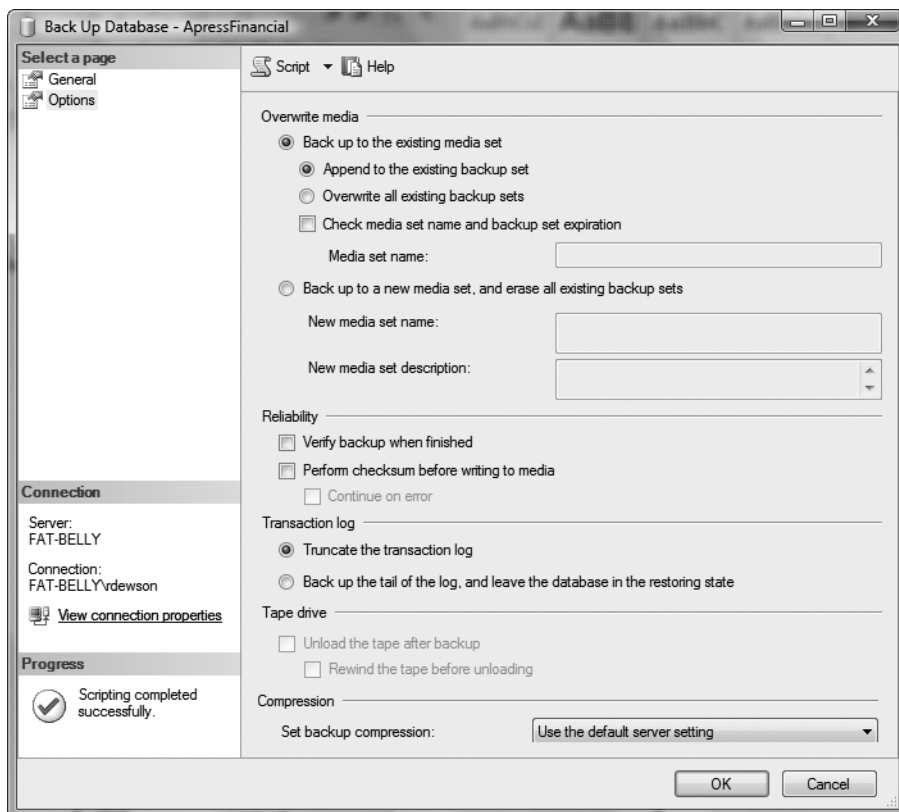 Back Up Database - ApressFinancial
Select a page
General
Options
Script
Help
Overwrite media
Back up to the existing media set
Append to the existing backup set
Overwrite all existing backup sets
Check media set name and backup set expiration
Media set name:
Back up to a new media set, and erase all existing backup sets
New media set name:
New media set description:
Reliability
Verify backup when finished
Perform checksum before writing to media
Continue on error
Transaction log
Truncate the transaction log
Back up the tail of the log, and leave the database in the restoring state
Tape drive
Unload the tape after backup
Rewind the tape before unloading
Compression
Set backup compression:
Use the default server setting
Connection
Server:
FAT-BELLY
Connection:
FAT-BELLY\rdewson
View connection properties
Progress
Scripting completed
successfully.
OK
Cancel